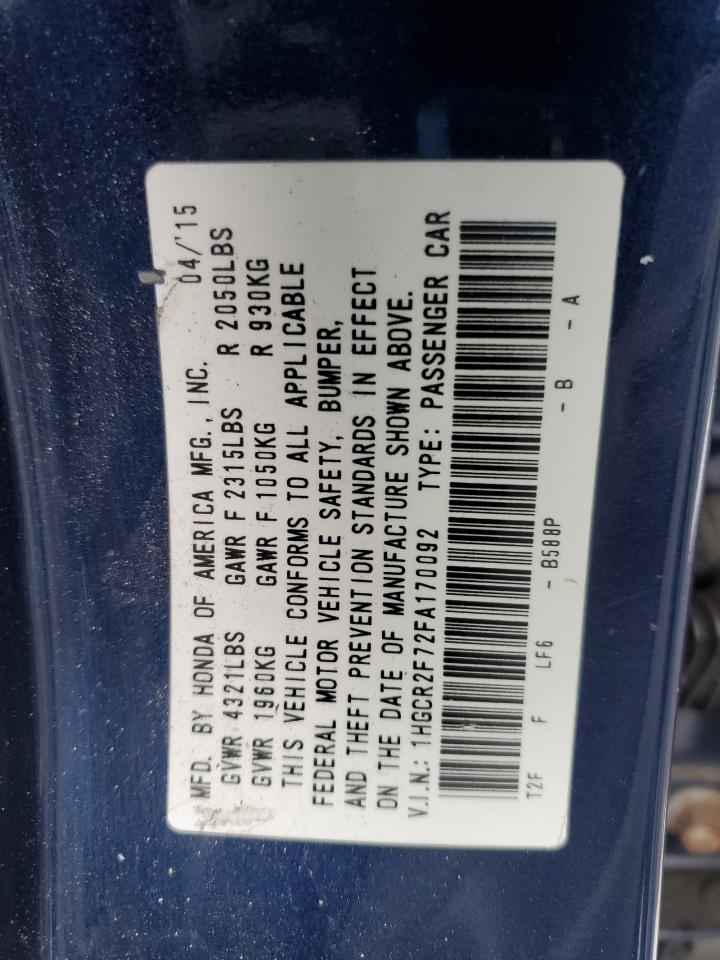 MFD. BY HONDA OF AMERICA MFG., INC. 04/'15
GVWR 4321LBS GAWR F 2315LBS R 2050LBS
GVWR 1960KG GAWR F 1050KG R 930KG
THIS VEHICLE CONFORMS TO ALL APPLICABLE
FEDERAL MOTOR VEHICLE SAFETY, BUMPER,
AND THEFT PREVENTION STANDARDS IN EFFECT
ON THE DATE OF MANUFACTURE SHOWN ABOVE.
V.I.N.: 1HGCR2F72FA170092 TYPE: PASSENGER CAR
T2F F LF6 - B588P - B - A